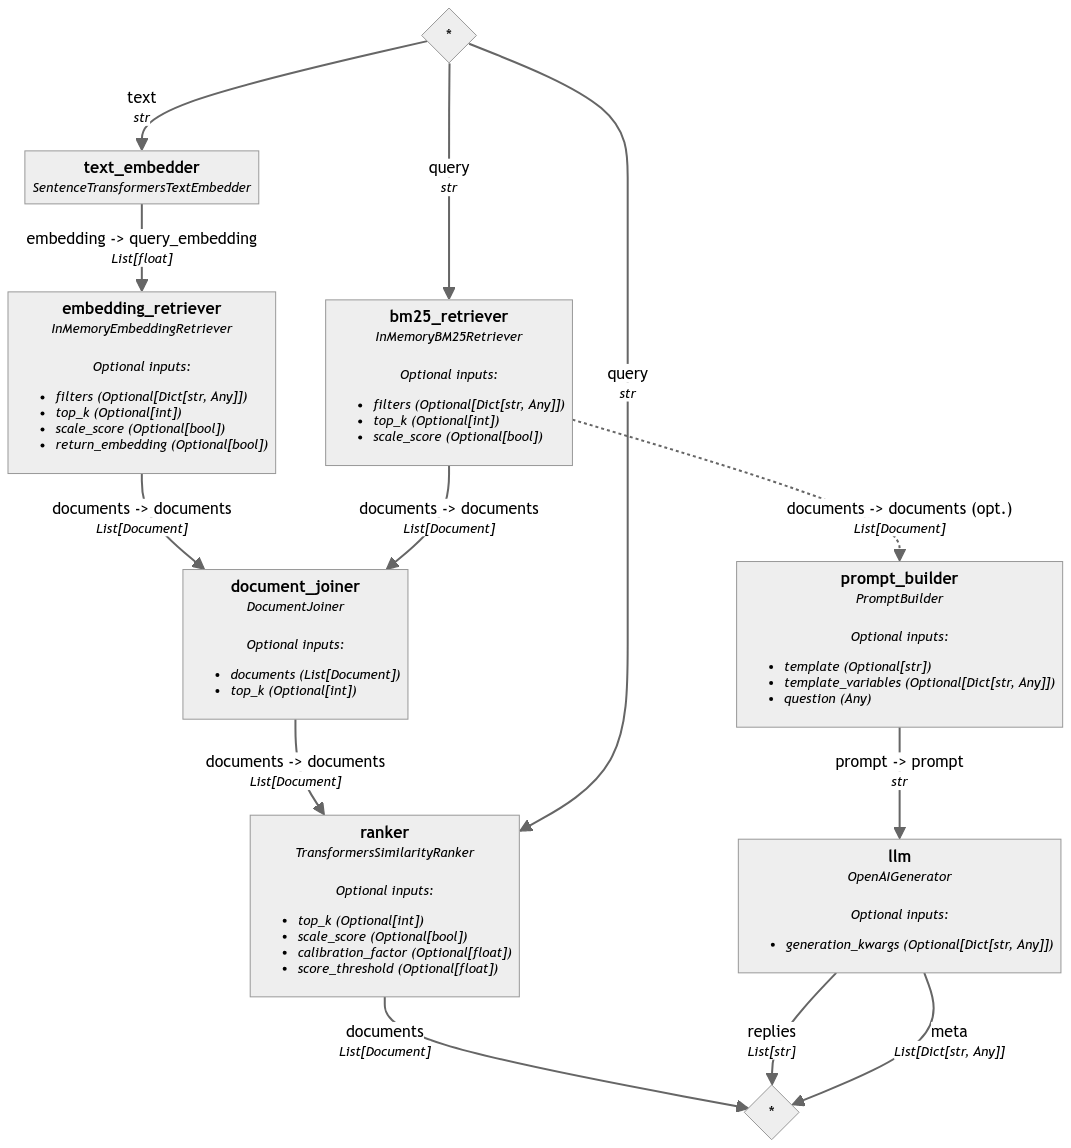 *
text
str
text_embedder
SentenceTransformersTextEmbedder
query
str
embedding -> query_embedding
List[float]
embedding_retriever
InMemoryEmbeddingRetriever
Optional inputs:
• filters (Optional[Dict[str, Any]])
• top_k (Optional[int])
• scale_score (Optional[bool])
• return_embedding (Optional[bool])
bm25_retriever
InMemoryBM25Retriever
Optional inputs:
• filters (Optional[Dict[str, Any]])
• top_k (Optional[int])
• scale_score (Optional[bool])
query
str
documents -> documents
List[Document]
documents -> documents
List[Document]
documents -> documents (opt.)
List[Document]
document_joiner
DocumentJoiner
Optional inputs:
• documents (List[Document])
• top_k (Optional[int])
prompt_builder
PromptBuilder
Optional inputs:
• template (Optional[str])
• template_variables (Optional[Dict[str, Any]])
• question (Any)
documents -> documents
List[Document]
prompt -> prompt
str
ranker
TransformersSimilarityRanker
Optional inputs:
• top_k (Optional[int])
• scale_score (Optional[bool])
• calibration_factor (Optional[float])
• score_threshold (Optional[float])
llm
OpenAIGenerator
Optional inputs:
• generation_kwargs (Optional[Dict[str, Any]])
documents
List[Document]
replies
List[str]
meta
List[Dict[str, Any]]
*